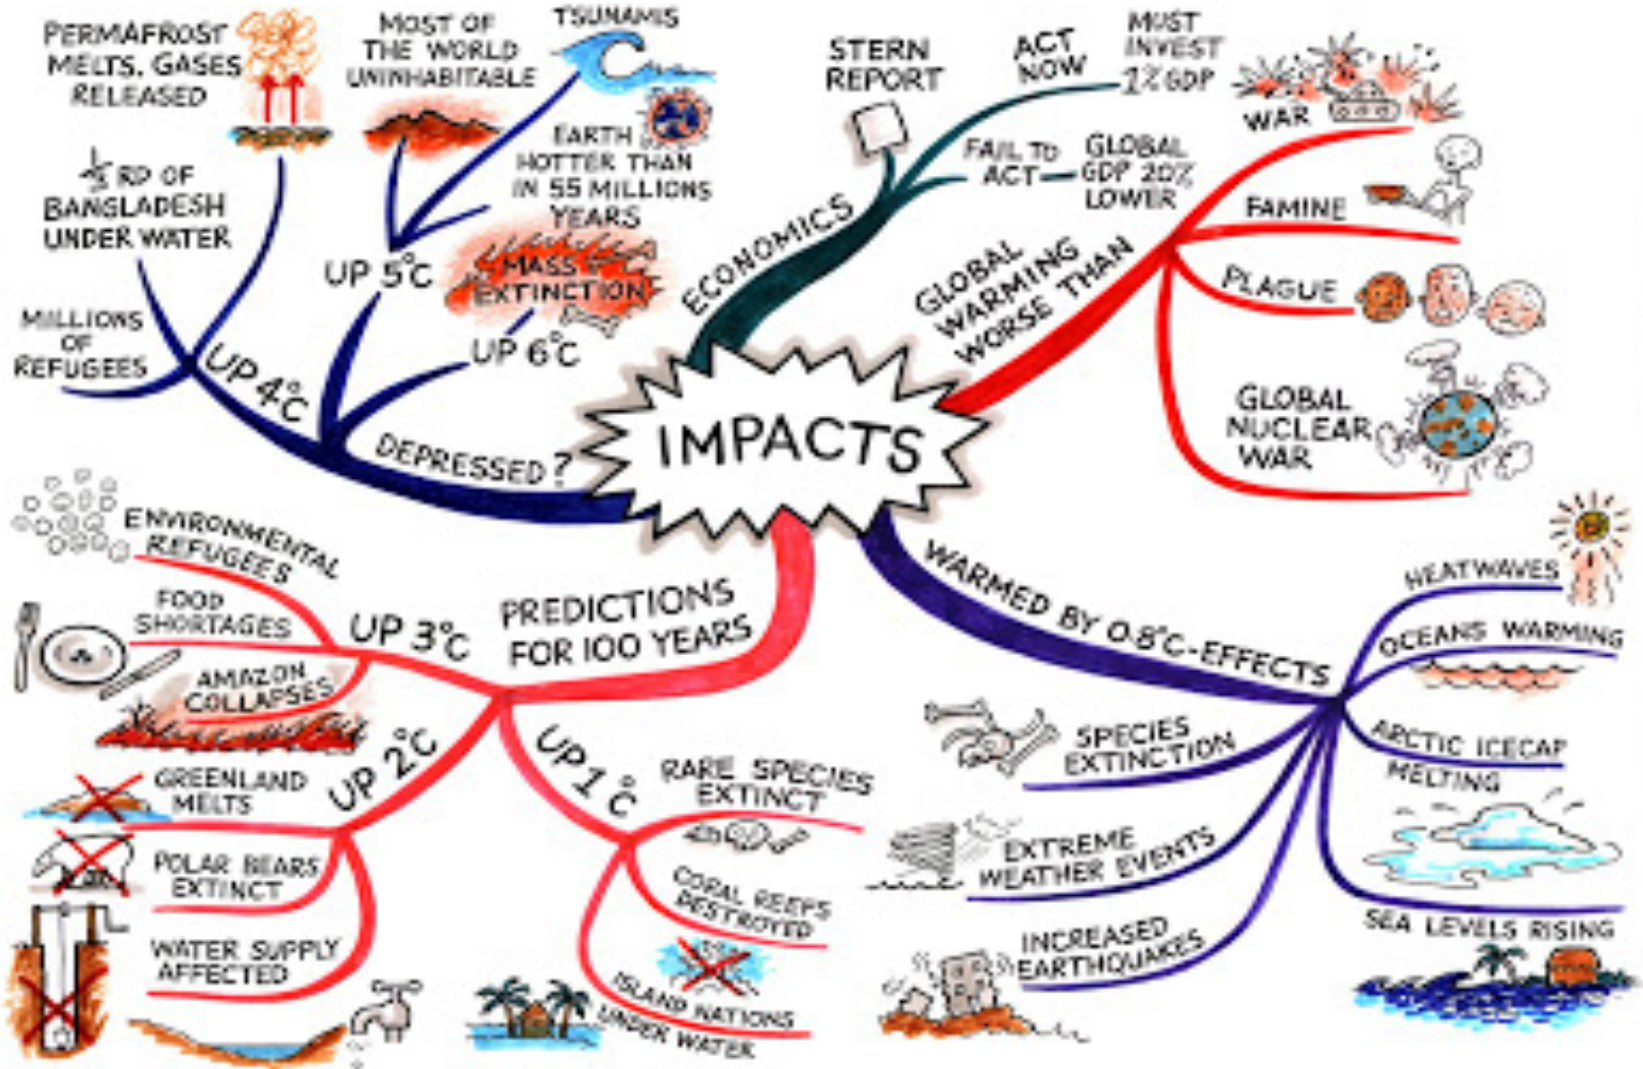 IMPACTS
ECONOMICS
STERN
REPORT
ACT
NOW
MUST
INVEST
1% GDP
FAIL TO
ACT
GLOBAL
GDP 20%
LOWER
GLOBAL
WARMING
WORSE THAN
WAR
FAMINE
PLAGUE
GLOBAL
NUCLEAR
WAR
WARMED BY 0.8°C-EFFECTS
HEATWAVES
OCEANS WARMING
ARCTIC ICECAP
MELTING
SEA LEVELS RISING
INCREASED
EARTHQUAKES
EXTREME
WEATHER EVENTS
SPECIES
EXTINCTION
PREDICTIONS
FOR 100 YEARS
UP 1°C
RARE SPECIES
EXTINCT
CORAL REEFS
DESTROYED
ISLAND NATIONS
UNDER WATER
UP 2°C
GREENLAND
MELTS
POLAR BEARS
EXTINCT
WATER SUPPLY
AFFECTED
UP 3°C
ENVIRONMENTAL
REFUGEES
FOOD
SHORTAGES
AMAZON
COLLAPSES
DEPRESSED?
UP 4°C
MILLIONS
OF
REFUGEES
⅓ RD OF
BANGLADESH
UNDER WATER
PERMAFROST
MELTS. GASES
RELEASED
UP 5°C
MOST OF
THE WORLD
UNINHABITABLE
TSUNAMIS
EARTH
HOTTER THAN
IN 55 MILLIONS
YEARS
UP 6°C
MASS
EXTINCTION